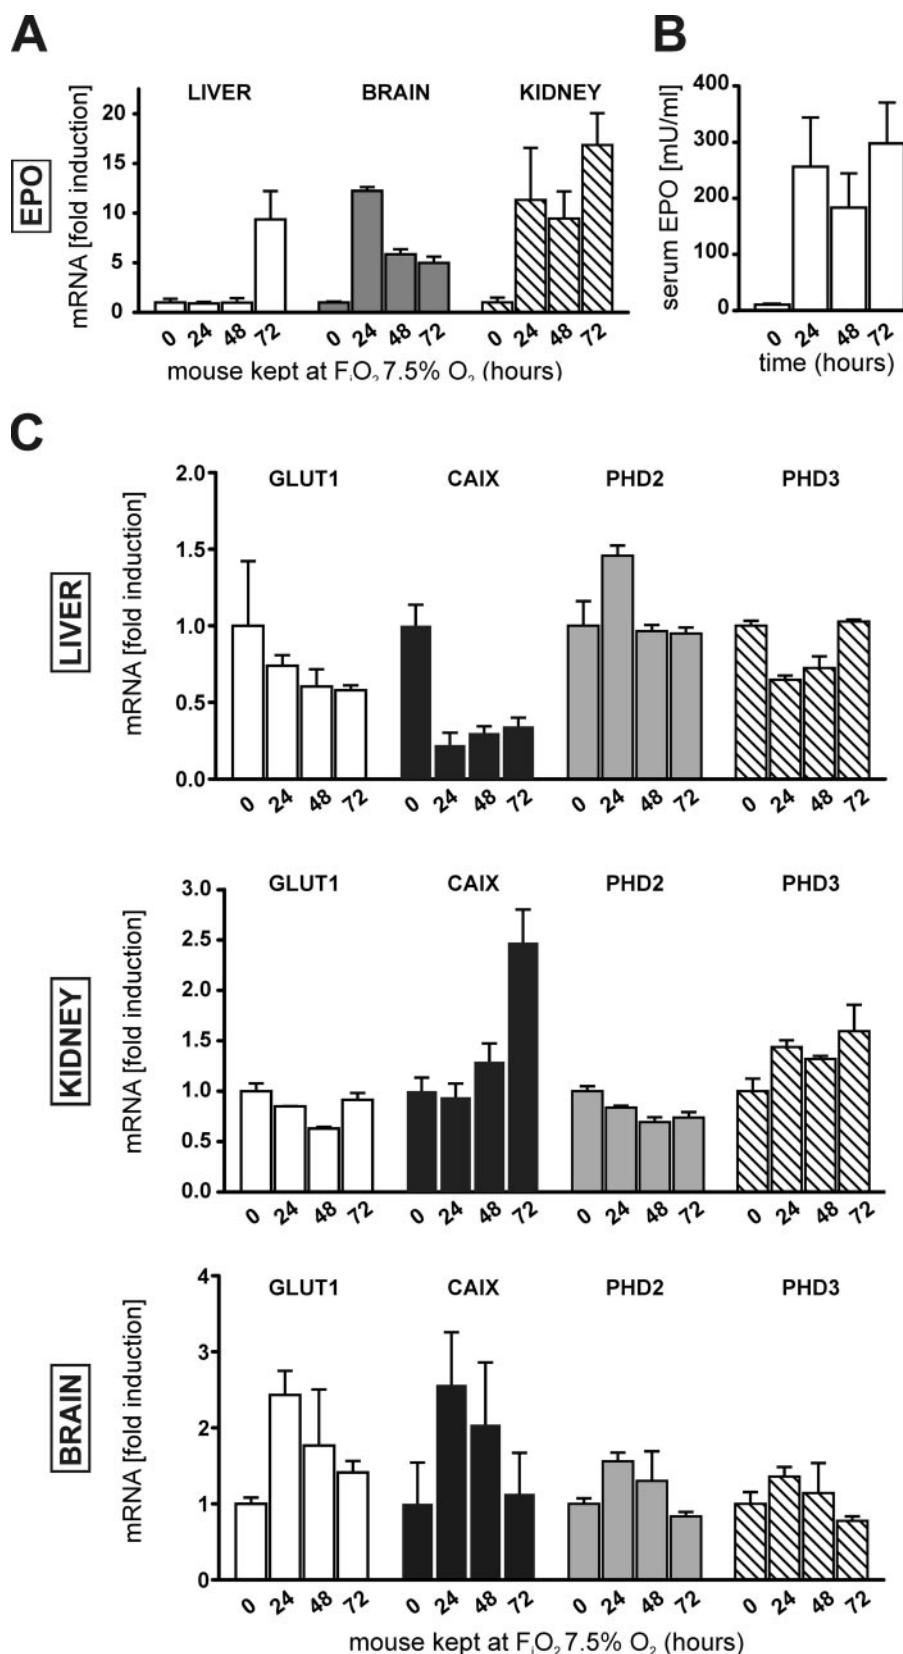 A
LIVER BRAIN KIDNEY
EPO
mRNA [fold induction]
20
15
10
5
0
0 24 48 72 0 24 48 72 0 24 48 72
mouse kept at FiO2 7.5% O2 (hours)
B
serum EPO [mU/ml]
400
300
200
100
0
0 24 48 72
time (hours)
C
LIVER
mRNA [fold induction]
GLUT1 CAIX PHD2 PHD3
2.0
1.5
1.0
0.5
0.0
0 24 48 72 0 24 48 72 0 24 48 72 0 24 48 72
KIDNEY
mRNA [fold induction]
GLUT1 CAIX PHD2 PHD3
3.0
2.5
2.0
1.5
1.0
0.5
0.0
0 24 48 72 0 24 48 72 0 24 48 72 0 24 48 72
BRAIN
mRNA [fold induction]
GLUT1 CAIX PHD2 PHD3
4
3
2
1
0
0 24 48 72 0 24 48 72 0 24 48 72 0 24 48 72
mouse kept at FiO2 7.5% O2 (hours)